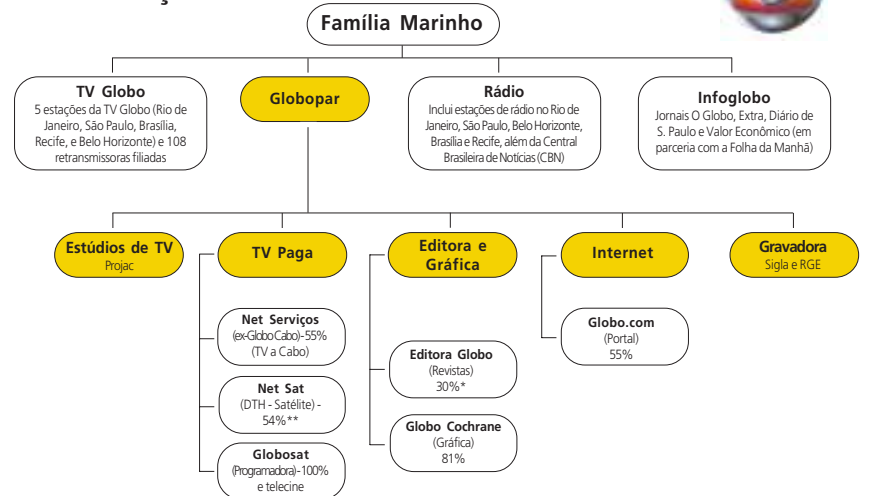 Família Marinho
TV Globo
5 estações da TV Globo (Rio de
Janeiro, São Paulo, Brasília,
Recife, e Belo Horizonte) e 108
retransmissoras filiadas
Globopar
Rádio
Inclui estações de rádio no Rio de
Janeiro, São Paulo, Belo Horizonte,
Brasília e Recife, além da Central
Brasileira de Notícias (CBN)
Infoglobo
Jornais O Globo, Extra, Diário de
S. Paulo e Valor Econômico (em
parceria com a Folha da Manhã)
Estúdios de TV
Projac
TV Paga
Net Serviços
(ex-Globo Cabo)-55%
(TV a Cabo)
Net Sat
(DTH - Satélite) -
54%**
Globosat
(Programadora)-100%
e telecine
Editora e
Gráfica
Editora Globo
(Revistas)
30%*
Globo Cochrane
(Gráfica)
81%
Internet
Globo.com
(Portal)
55%
Gravadora
Sigla e RGE